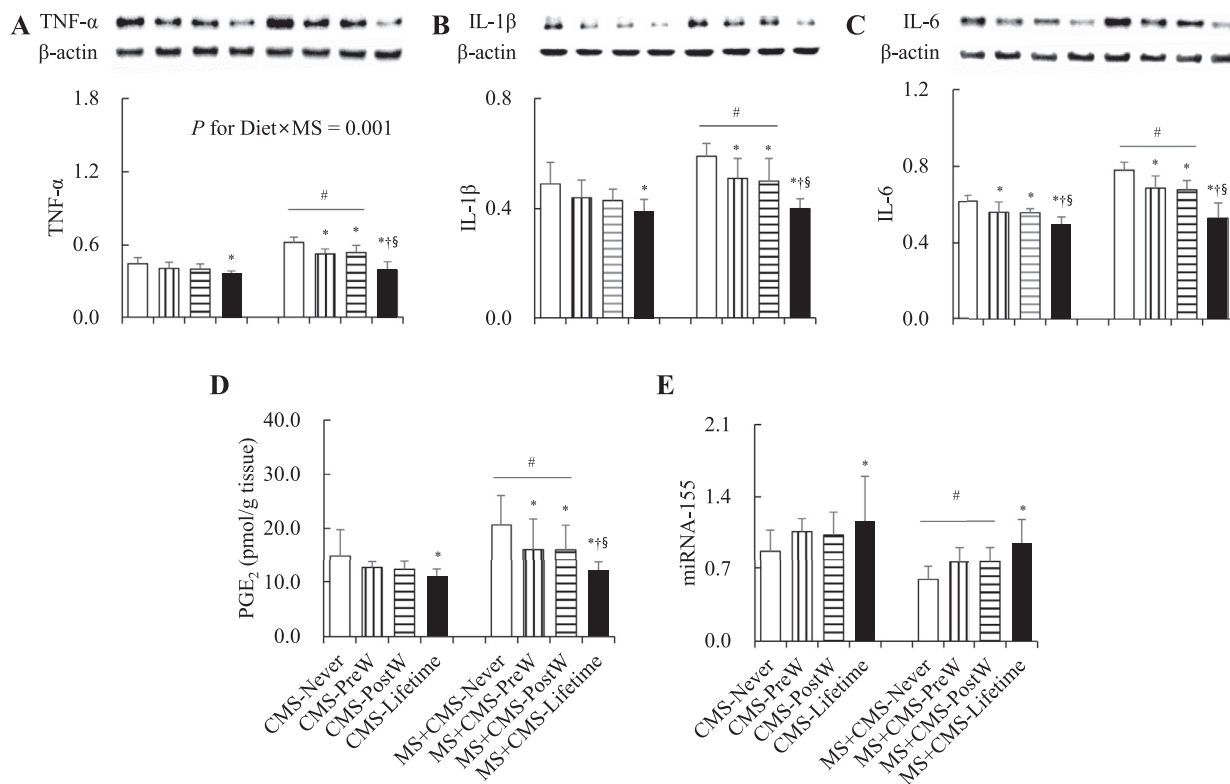 A
TNF-α
β-actin
1.8
1.2
0.6
0.0
TNF-α
P for Diet×MS = 0.001
*
#
*
*
*†§
B
IL-1β
β-actin
0.8
0.4
0.0
IL-1β
*
#
*
*
*†§
C
IL-6
β-actin
1.2
0.8
0.4
0.0
IL-6
*
*
*†§
#
*
*
*†§
D
40.0
30.0
20.0
10.0
0.0
PGE₂ (pmol/g tissue)
*
#
*
*
*†§
CMS-Never
CMS-PreW
CMS-PostW
CMS-Lifetime
MS+CMS-Never
MS+CMS-PreW
MS+CMS-PostW
MS+CMS-Lifetime
E
2.1
1.4
0.7
0.0
miRNA-155
*
#
*
CMS-Never
CMS-PreW
CMS-PostW
CMS-Lifetime
MS+CMS-Never
MS+CMS-PreW
MS+CMS-PostW
MS+CMS-Lifetime